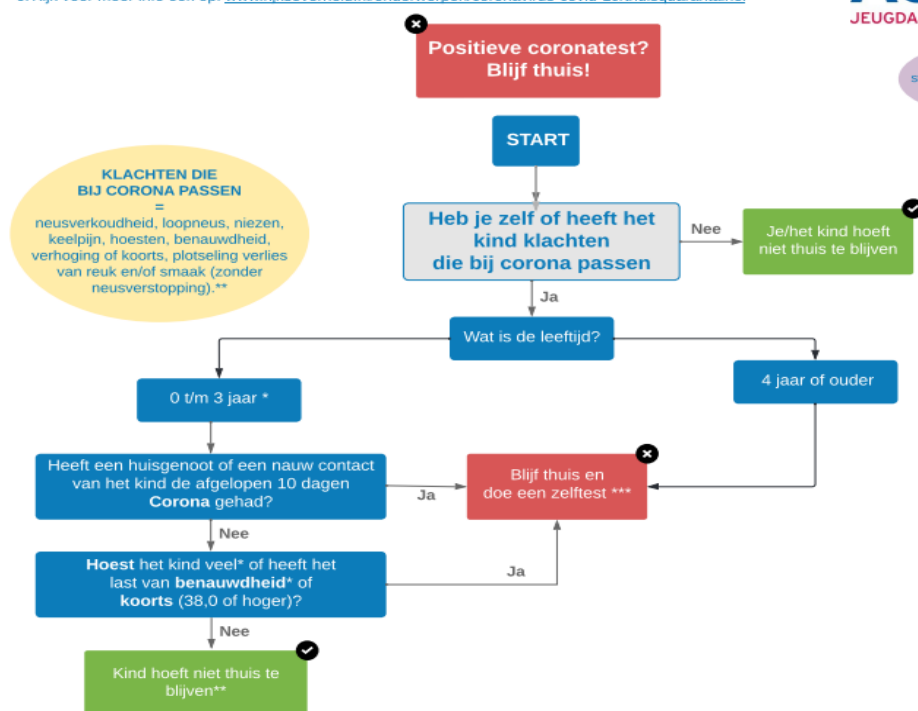 Positieve coronatest?
Blijf thuis!
JEUGDA
START
KLACHTEN DIE
BIJ CORONA PASSEN
=
neusverkoudheid, loopneus, niezen,
keelpijn, hoesten, benauwdheid,
verhoging of koorts, plotseling verlies
van reuk en/of smaak (zonder
neusverstopping).**
Heb je zelf of heeft het
kind klachten
die bij corona passen
Nee
Je/het kind hoeft
niet thuis te blijven
Ja
Wat is de leeftijd?
0 t/m 3 jaar *
4 jaar of ouder
Heeft een huisgenoot of een nauw contact
van het kind de afgelopen 10 dagen
Corona gehad?
Ja
Blijf thuis en
doe een zelftest ***
Nee
Hoest het kind veel* of heeft het
last van benauwdheid* of
koorts (38,0 of hoger)?
Ja
Nee
Kind hoeft niet thuis te
blijven**